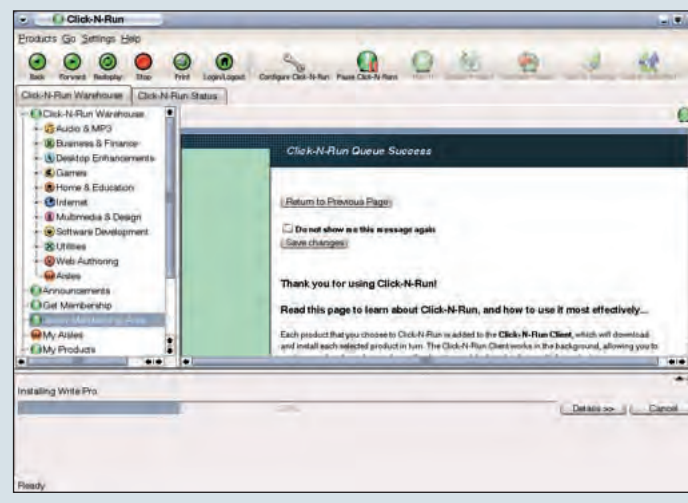 Click-N-Run
Products Go Settings Help
Back Forward Redisplay Stop Print Login/Logout Configure Click-N-Run Pause Click-N-Run
Click-N-Run Warehouse Click-N-Run Status
Click-N-Run Warehouse
Audio & MP3
Business & Finance
Desktop Enhancements
Games
Home & Education
Internet
Multimedia & Design
Software Development
Utilities
Web Authoring
Aisles
Announcements
Get Membership
My Aisles
My Products
Click-N-Run Queue Success
Return to Previous Page
Do not show me this message again
Save changes
Thank you for using Click-N-Run!
Read this page to learn about Click-N-Run, and how to use it most effectively...
Each product that you choose to Click-N-Run is added to the Click-N-Run Client, which will download
and install each selected product in turn. The Click-N-Run Client works in the background, allowing you to
Installing Write Pro
Details >> Cancel
Ready